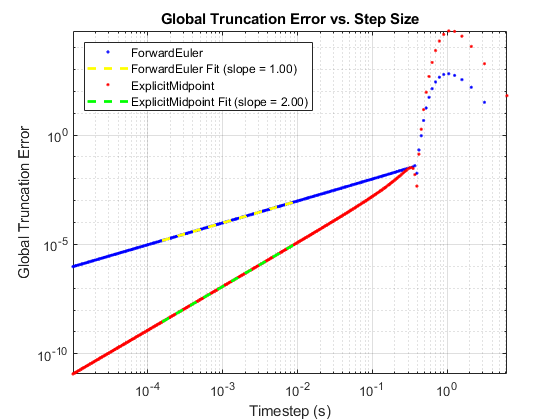 Global Truncation Error vs. Step Size
ForwardEuler
ForwardEuler Fit (slope = 1.00)
ExplicitMidpoint
ExplicitMidpoint Fit (slope = 2.00)
10^0
10^-5
10^-10
Global Truncation Error
10^-4
10^-3
10^-2
10^-1
10^0
Timestep (s)